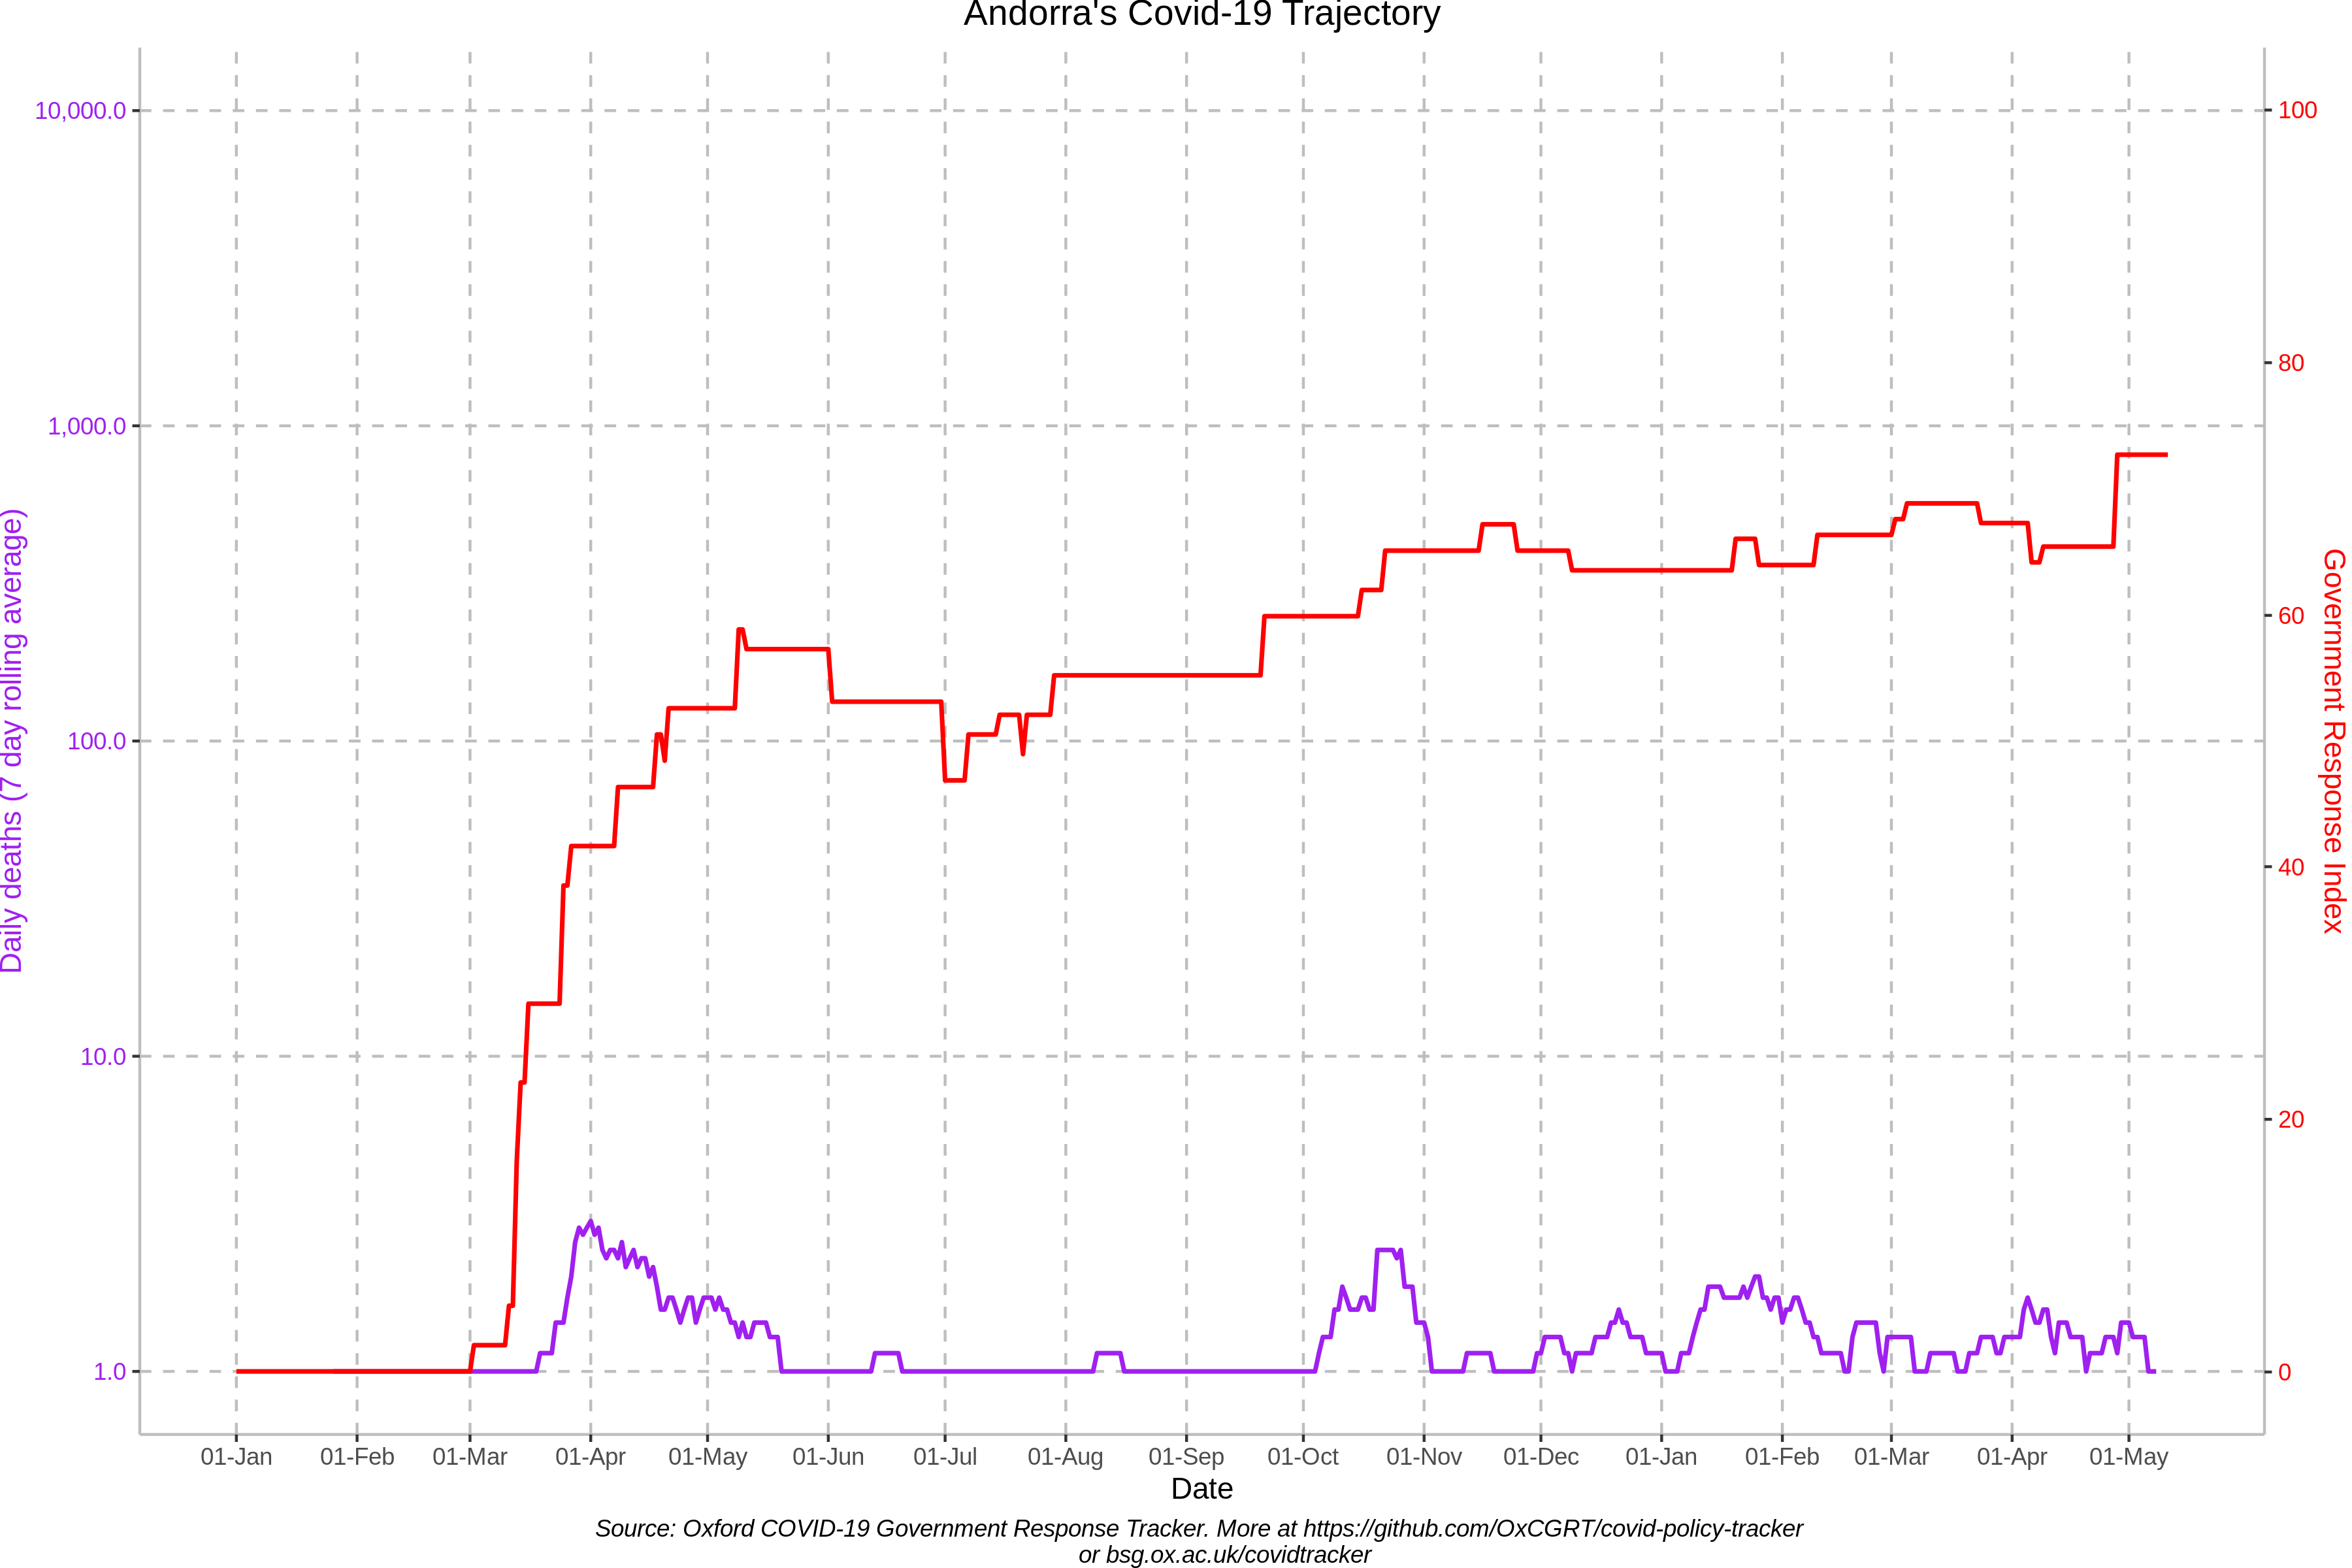 Andorra's Covid-19 Trajectory
10,000.0
1,000.0
100.0
10.0
1.0
Daily deaths (7 day rolling average)
100
80
60
40
20
0
Government Response Index
01-Jan 01-Feb 01-Mar 01-Apr 01-May 01-Jun 01-Jul 01-Aug 01-Sep 01-Oct 01-Nov 01-Dec 01-Jan 01-Feb 01-Mar 01-Apr 01-May
Date
Source: Oxford COVID-19 Government Response Tracker. More at https://github.com/OxCGRT/covid-policy-tracker
or bsg.ox.ac.uk/covidtracker